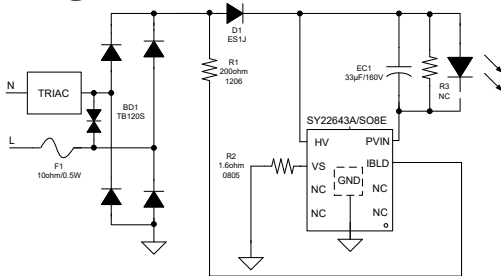 D1
ES1J
R1
200ohm
1206
EC1
33μF/160V
R3
NC
N
TRIAC
BD1
TB120S
L
F1
10ohm/0.5W
SY22643A/SO8E
HV
PVIN
R2
1.6ohm
0805
VS
IBLD
GND
NC
NC
NC
NC